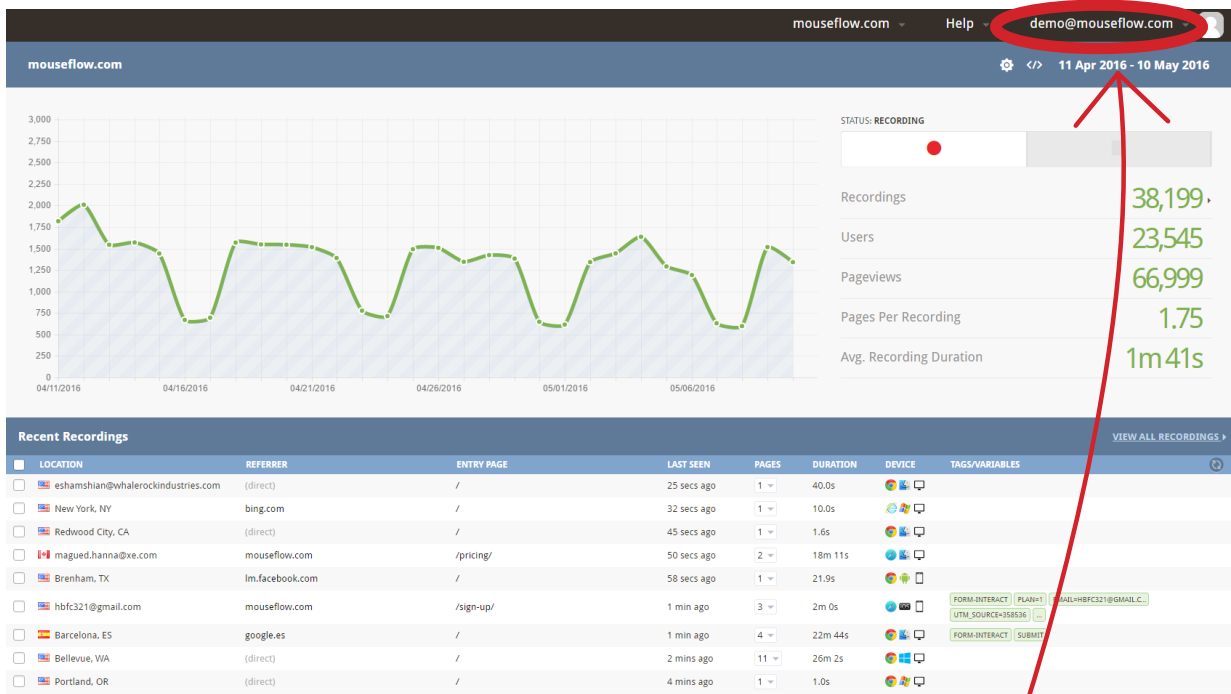 mouseflow.com Help demo@mouseflow.com
mouseflow.com </> 11 Apr 2016 - 10 May 2016
3,000
2,750
2,500
2,250
2,000
1,750
1,500
1,250
1,000
750
500
250
0
04/11/2016 04/16/2016 04/21/2016 04/26/2016 05/01/2016 05/06/2016
STATUS: RECORDING
Recordings 38,199
Users 23,545
Pageviews 66,999
Pages Per Recording 1.75
Avg. Recording Duration 1m 41s
Recent Recordings VIEW ALL RECORDINGS
LOCATION REFERRER ENTRY PAGE LAST SEEN PAGES DURATION DEVICE TAGS/VARIABLES
eshamshian@whalerockindustries.com (direct) / 25 secs ago 1 40.0s
New York, NY bing.com / 32 secs ago 1 10.0s
Redwood City, CA (direct) / 45 secs ago 1 1.6s
magued.hanna@xe.com mouseflow.com /pricing/ 50 secs ago 2 18m 11s
Brenham, TX lm.facebook.com / 58 secs ago 1 21.9s
hbfc321@gmail.com mouseflow.com /sign-up/ 1 min ago 3 2m 0s FORM-INTERACT PLAN=1 EMAIL=HBFC321@GMAIL.C...
UTM_SOURCE=358536 ...
Barcelona, ES google.es / 1 min ago 4 22m 44s FORM-INTERACT SUBMIT
Bellevue, WA (direct) / 2 mins ago 11 26m 2s
Portland, OR (direct) / 4 mins ago 1 1.0s